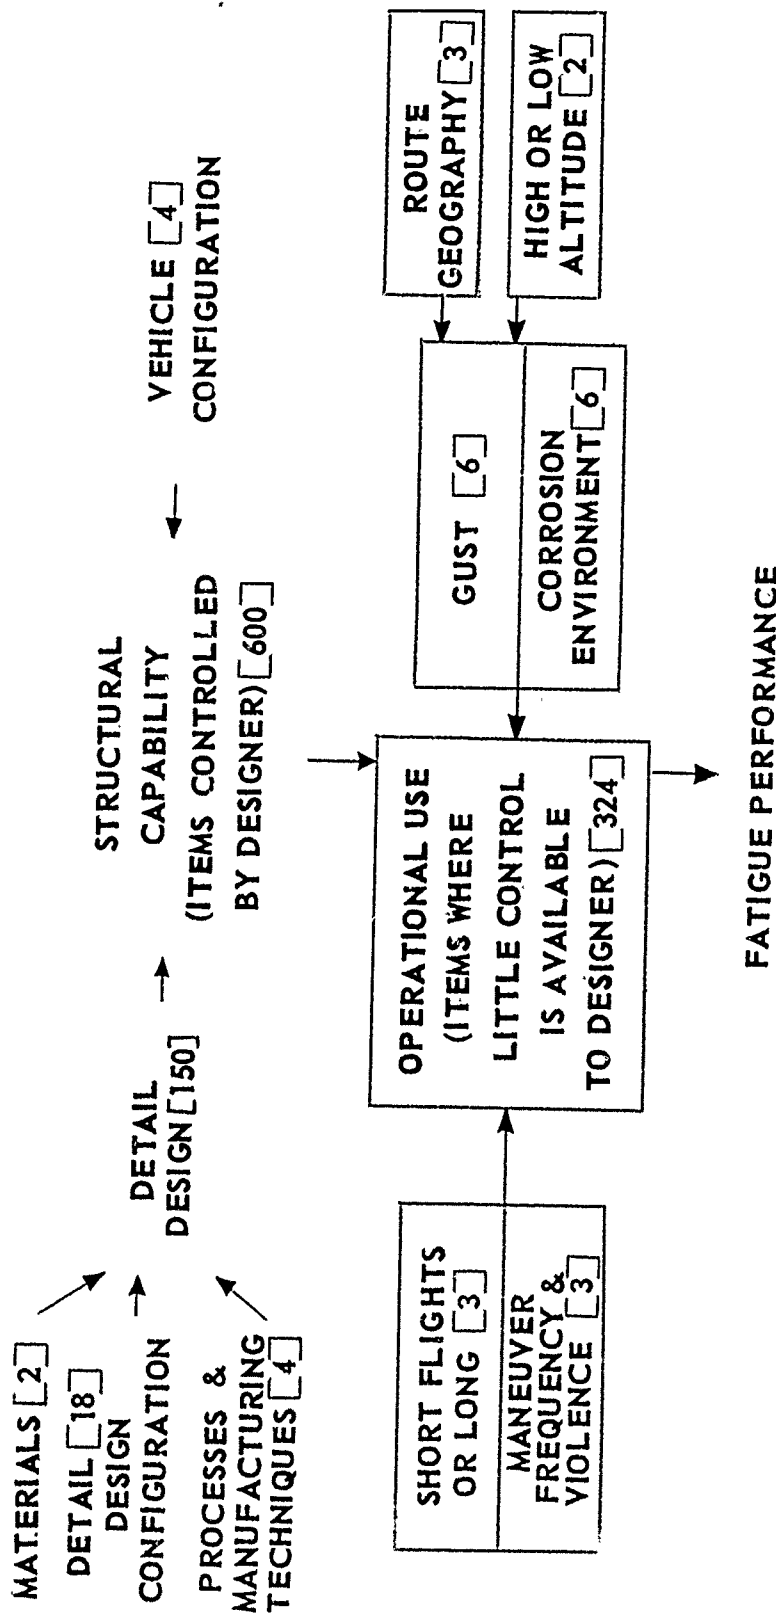 MATERIALS [2]
DETAIL [18]
DESIGN
CONFIGURATION
PROCESSES &
MANUFACTURING
TECHNIQUES [4]
DETAIL
DESIGN [150]
STRUCTURAL
CAPABILITY
(ITEMS CONTROLLED
BY DESIGNER) [600]
VEHICLE [4]
CONFIGURATION
SHORT FLIGHTS
OR LONG [3]
MANEUVER
FREQUENCY &
VIOLENCE [3]
OPERATIONAL USE
(ITEMS WHERE
LITTLE CONTROL
IS AVAILABLE
TO DESIGNER) [324]
GUST [6]
CORROSION
ENVIRONMENT [6]
ROUTE
GEOGRAPHY [3]
HIGH OR LOW
ALTITUDE [2]
FATIGUE PERFORMANCE